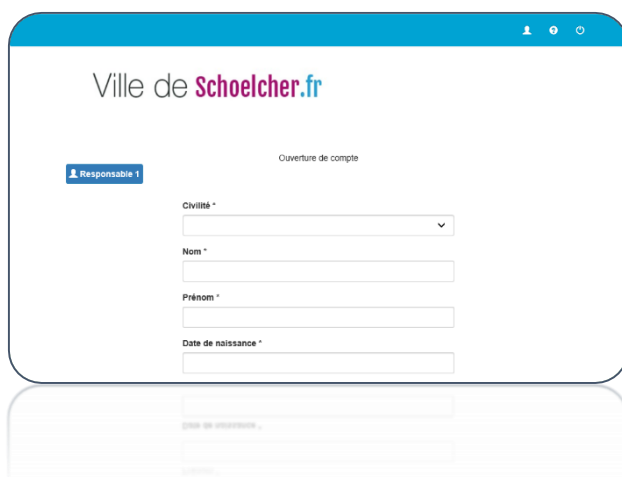 Ville de Schoelcher.fr
Ouverture de compte
Responsable 1
Civilité *
Nom *
Prénom *
Date de naissance *